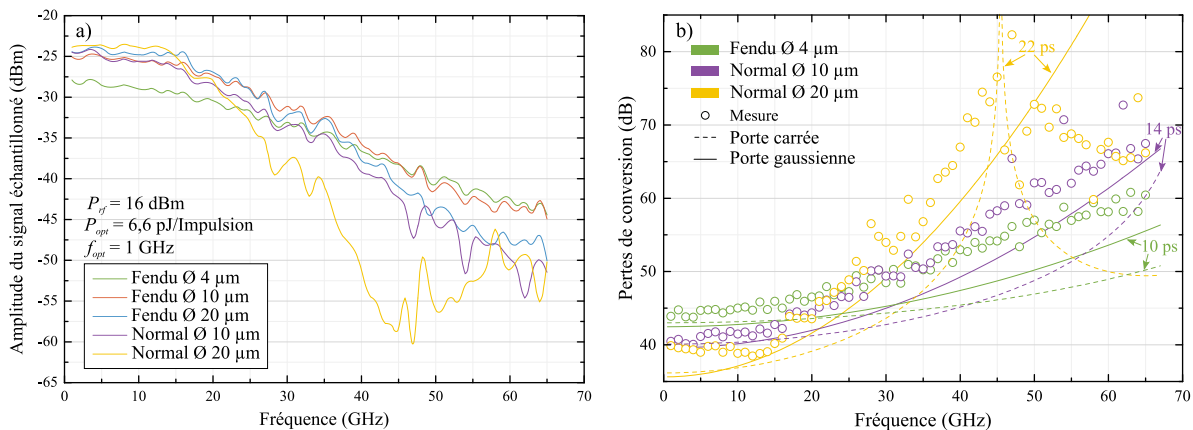 a)
Amplitude du signal échantillonné (dBm)
-20
-25
-30
-35
-40
-45
-50
-55
-60
-65
P_rf = 16 dBm
P_opt = 6,6 pJ/Impulsion
f_opt = 1 GHz
Fendu Ø 4 µm
Fendu Ø 10 µm
Fendu Ø 20 µm
Normal Ø 10 µm
Normal Ø 20 µm
0 10 20 30 40 50 60 70
Fréquence (GHz)
b)
Pertes de conversion (dB)
80
70
60
50
40
Fendu Ø 4 µm
Normal Ø 10 µm
Normal Ø 20 µm
Mesure
Porte carrée
Porte gaussienne
22 ps
14 ps
10 ps
0 10 20 30 40 50 60 70
Fréquence (GHz)